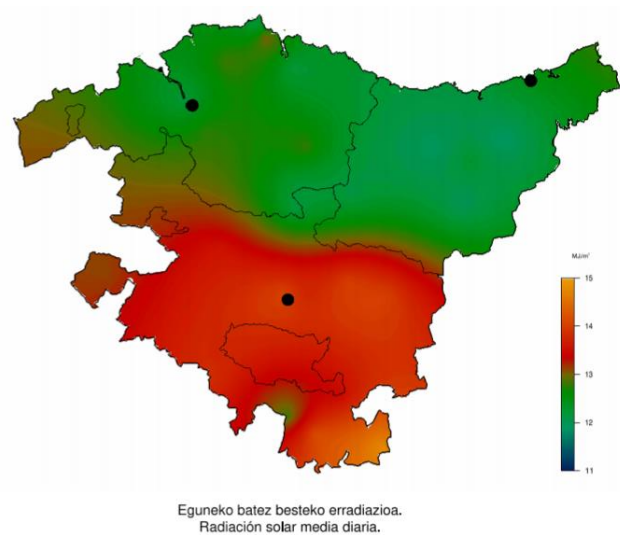 MJ/m²
15
14
13
12
11
Eguneko batez besteko erradiazioa.
Radiación solar media diaria.